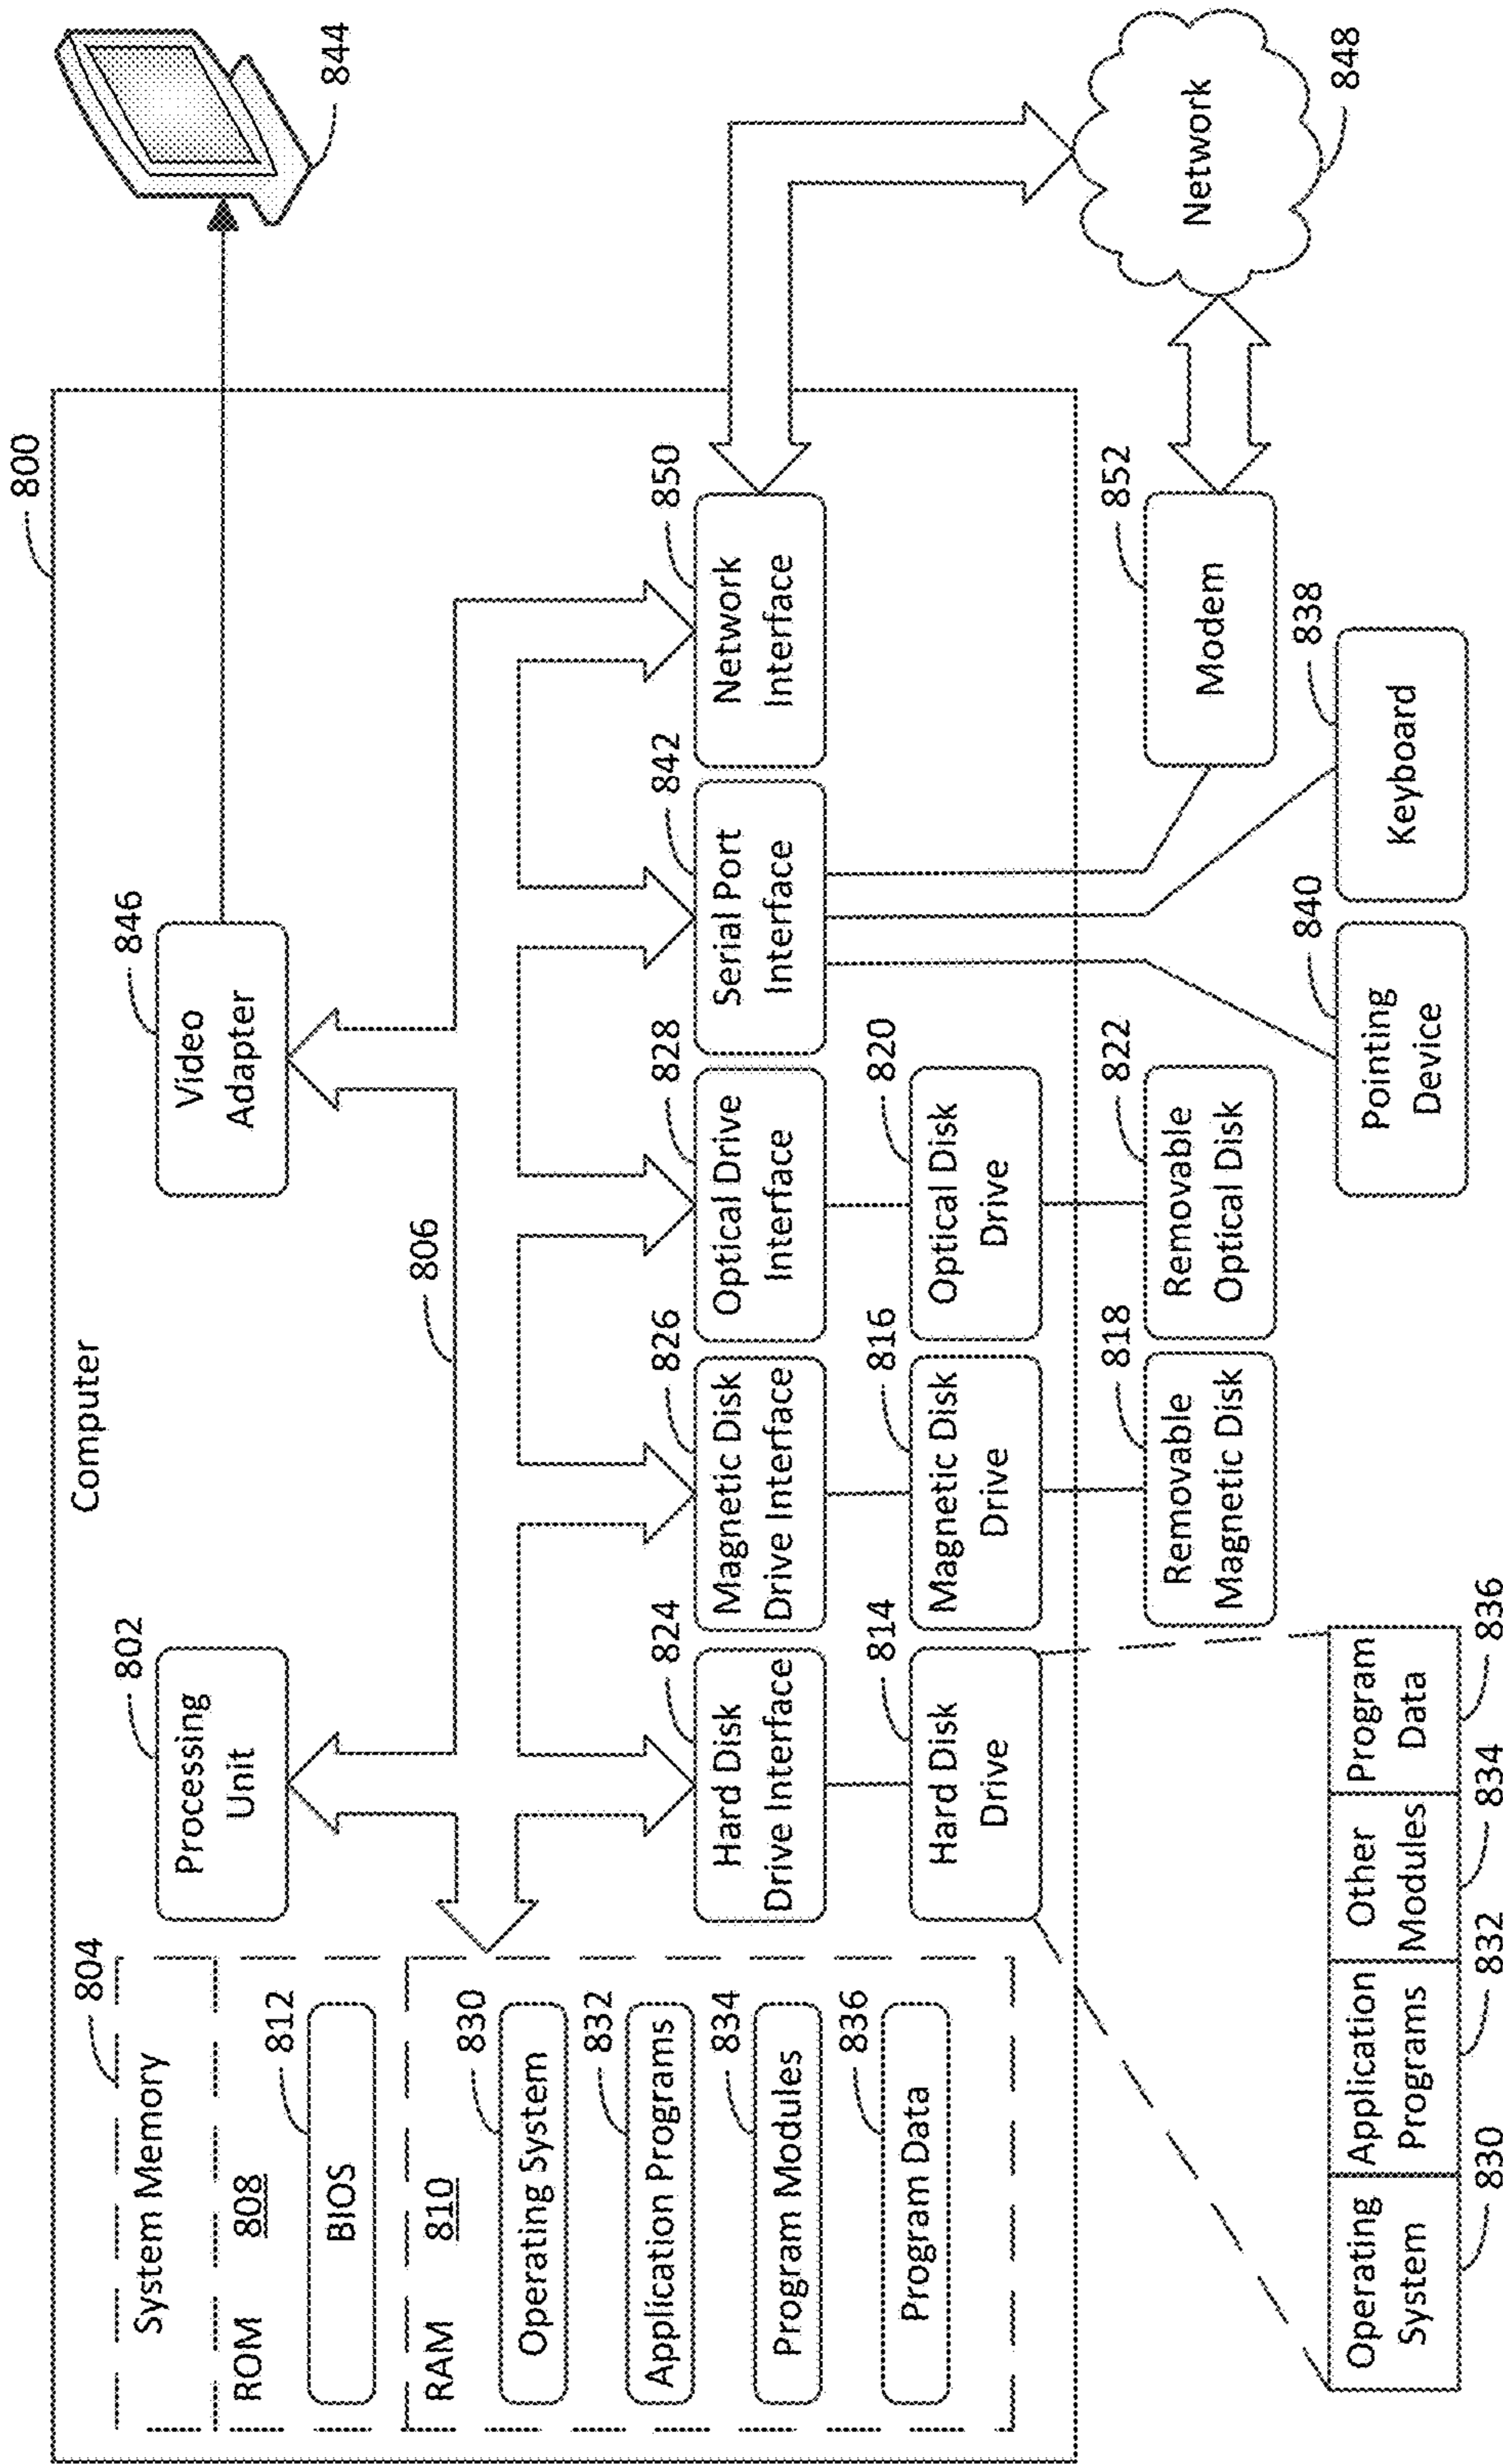 800
Computer
804
System Memory
ROM 808
812
BIOS
RAM 810
830
Operating System
832
Application Programs
834
Program Modules
836
Program Data
802
Processing
Unit
846
Video
Adapter
844
806
824
Hard Disk
Drive Interface
826
Magnetic Disk
Drive Interface
828
Optical Drive
Interface
842
Serial Port
Interface
850
Network
Interface
814
Hard Disk
Drive
816
Magnetic Disk
Drive
820
Optical Disk
Drive
818
Removable
Magnetic Disk
822
Removable
Optical Disk
852
Modem
Network
848
840
Pointing
Device
838
Keyboard
Operating
System
Application
Programs
Other
Modules
Program
Data
830
832
834
836